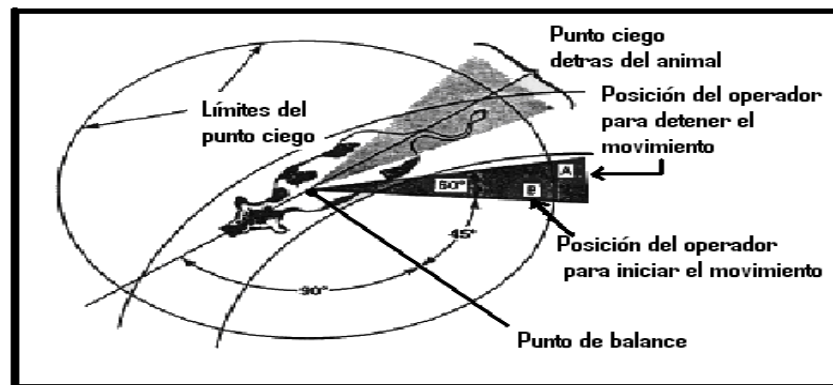 Punto ciego
detras del animal
Límites del
punto ciego
Posición del operador
para detener el
movimiento
A
60°
B
45°
90°
Posición del operador
para iniciar el movimiento
Punto de balance